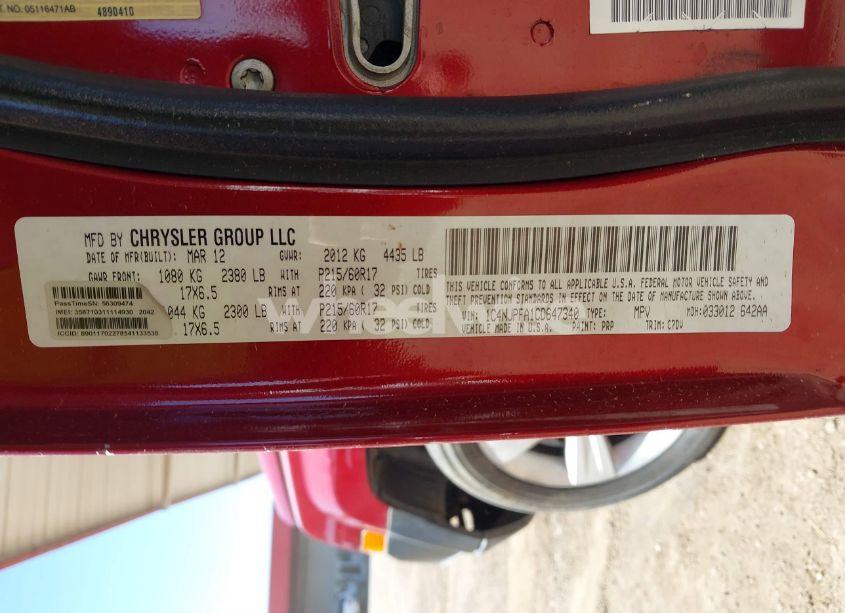 T. NO. 05116471AB
4890410
MFD BY CHRYSLER GROUP LLC
DATE OF MFR(BUILT): MAR 12 GVWR: 2012 KG 4435 LB
GAWR FRONT: 1080 KG 2380 LB WITH P215/60R17 TIRES
17X6.5 RIMS AT 220 KPA ( 32 PSI) COLD
044 KG 2300 LB WITH P215/60R17 TIRES
17X6.5 RIMS AT 220 KPA ( 32 PSI) COLD
PassTimeSN: 56309474
IMEI: 358710311114930 2042
ICCID: 89011702278541133538
THIS VEHICLE CONFORMS TO ALL APPLICABLE U.S.A. FEDERAL MOTOR VEHICLE SAFETY
AND THEFT PREVENTION STANDARDS IN EFFECT ON THE DATE OF MANUFACTURE SHOWN ABOVE.
VIN: 1C4NJPFA1CD647340 TYPE: MPV MDH: 033012 642AA
VEHICLE MADE IN U.S.A. PAINT: PRP TRIM: C7DV